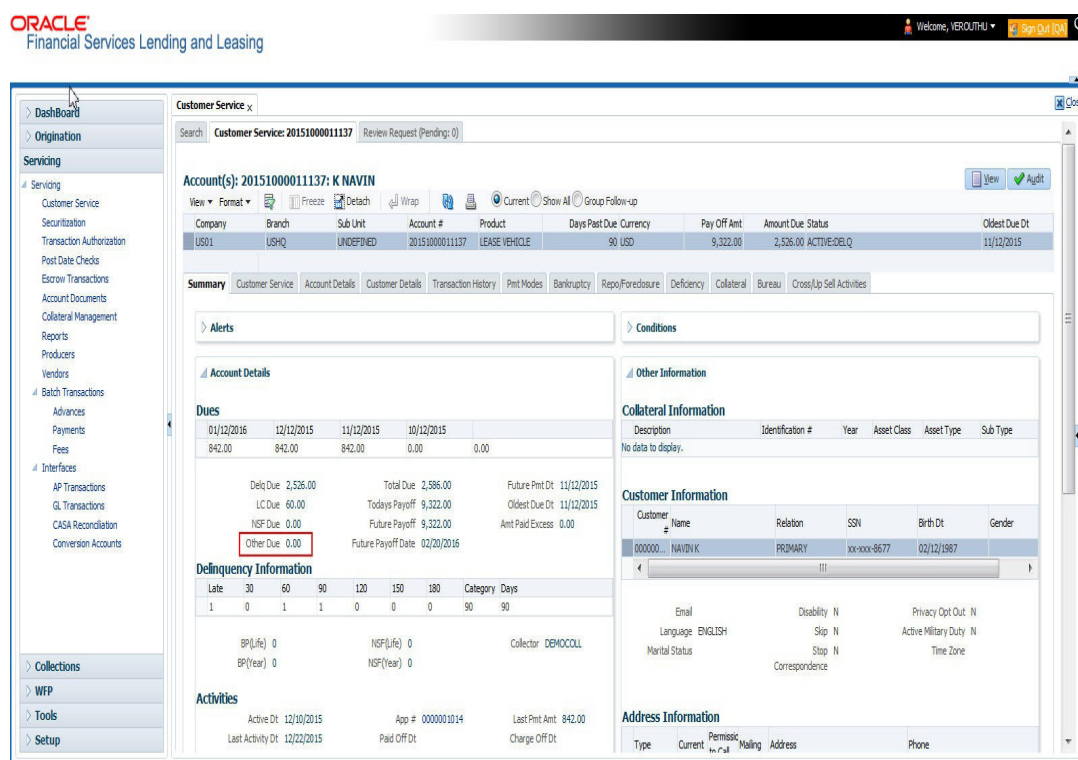 ORACLE'
Financial Services Lending and Leasing
Welcome, VEROUTHU
Sign Out [QA]
DashBoard
Origination
Servicing
Servicing
Customer Service
Securitization
Transaction Authorization
Post Date Checks
Escrow Transactions
Account Documents
Collateral Management
Reports
Producers
Vendors
Batch Transactions
Advances
Payments
Fees
Interfaces
AP Transactions
GL Transactions
CASA Reconciliation
Conversion Accounts
Collections
WFP
Tools
Setup
Customer Service x
Clos
Search Customer Service: 20151000011137 Review Request (Pending: 0)
Account(s): 20151000011137: K NAVIN
View Audit
View Format Freeze Detach Wrap Current Show All Group Follow-up
Company Branch Sub Unit Account # Product Days Past Due Currency Pay Off Amt Amount Due Status Oldest Due Dt
US01 USHQ UNDEFINED 20151000011137 LEASE VEHICLE 90 USD 9,322.00 2,526.00 ACTIVE:DELQ 11/12/2015
Summary Customer Service Account Details Customer Details Transaction History Pmt Modes Bankruptcy Repo/Foreclosure Deficiency Collateral Bureau Cross/Up Sell Activities
Alerts
Account Details
Dues
01/12/2016 12/12/2015 11/12/2015 10/12/2015
842.00 842.00 842.00 0.00 0.00
Delq Due 2,526.00 Total Due 2,586.00 Future Pmt Dt 11/12/2015
LC Due 60.00 Todays Payoff 9,322.00 Oldest Due Dt 11/12/2015
NSF Due 0.00 Future Payoff 9,322.00 Amt Paid Excess 0.00
Other Due 0.00 Future Payoff Date 02/20/2016
Delinquency Information
Late 30 60 90 120 150 180 Category Days
1 0 1 1 0 0 0 90 90
BP(Life) 0 NSF(Life) 0 Collector DEMOCOLL
BP(Year) 0 NSF(Year) 0
Activities
Active Dt 12/10/2015 App # 0000001014 Last Pmt Amt 842.00
Last Activity Dt 12/22/2015 Paid Off Dt Charge Off Dt
Conditions
Other Information
Collateral Information
Description Identification # Year Asset Class Asset Type Sub Type
No data to display.
Customer Information
Customer # Name Relation SSN Birth Dt Gender
000000... NAVIN K PRIMARY xx-xxx-8677 02/12/1987
Email Disability N Privacy Opt Out N
Language ENGLISH Skip N Active Military Duty N
Marital Status Stop Correspondence N Time Zone
Address Information
Type Current Permissic to Call Mailing Address Phone